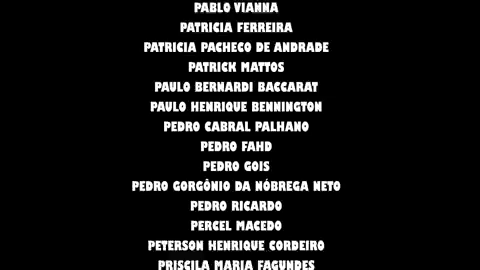 PABLO VIANNA
PATRICIA FERREIRA
PATRICIA PACHECO DE ANDRADE
PATRICK MATTOS
PAULO BERNARDI BACCARAT
PAULO HENRIQUE BENNINGTON
PEDRO CABRAL PALHANO
PEDRO FAHD
PEDRO GOIS
PEDRO GORGÔNIO DA NÓBREGA NETO
PEDRO RICARDO
PERCEL MACEDO
PETERSON HENRIQUE CORDEIRO
PRISCILA MARIA FAGUNDES